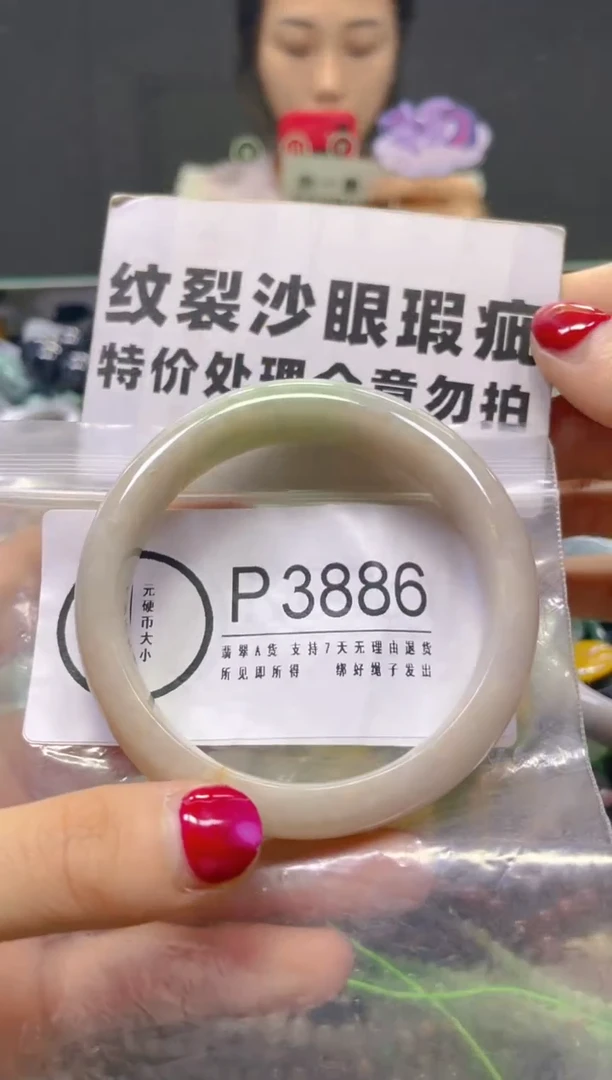 纹裂沙眼瑕疵
特价处理介意勿拍
元硬币大小
P3886
翡翠A货 支持7天无理由退货
所见即所得 绑好绳子发出